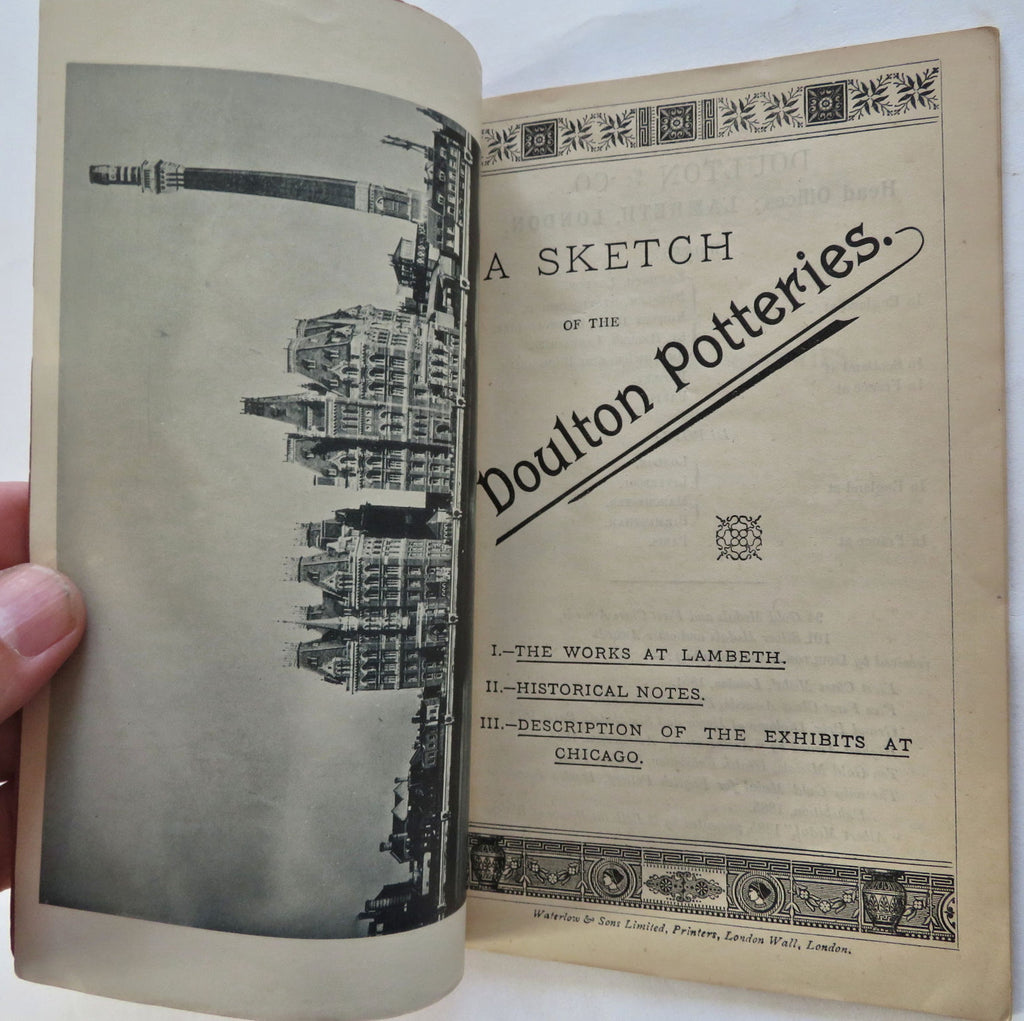 A SKETCH
OF THE
Doulton Potteries.
I.—THE WORKS AT LAMBETH.
II.—HISTORICAL NOTES.
III.—DESCRIPTION OF THE EXHIBITS AT
CHICAGO.
Waterlow & Sons Limited, Printers, London Wall, London.